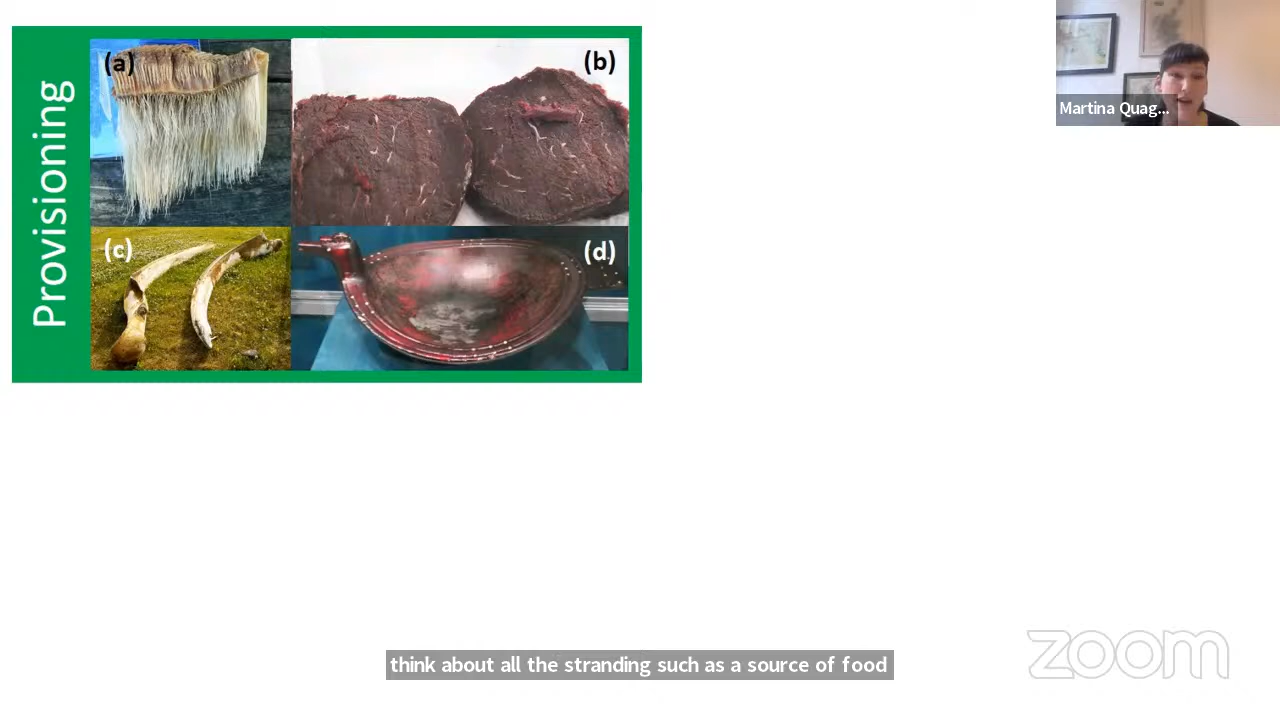 Provisioning
(a)
(b)
(c)
(d)
Martina Quag...
think about all the stranding such as a source of food
zoom